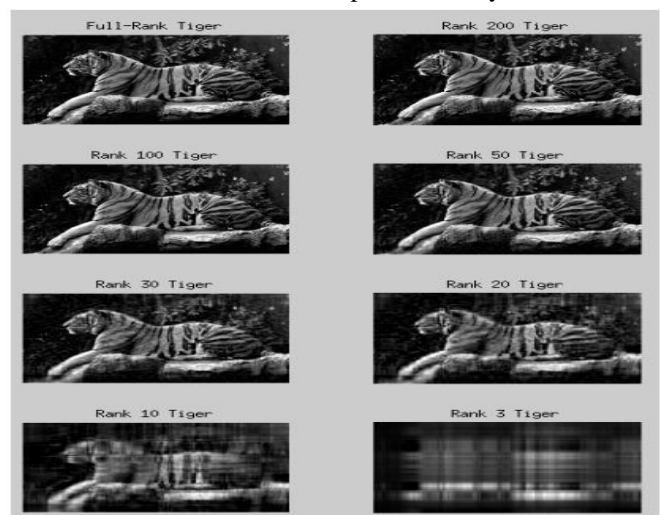 Full-Rank Tiger
Rank 200 Tiger
Rank 100 Tiger
Rank 50 Tiger
Rank 30 Tiger
Rank 20 Tiger
Rank 10 Tiger
Rank 3 Tiger